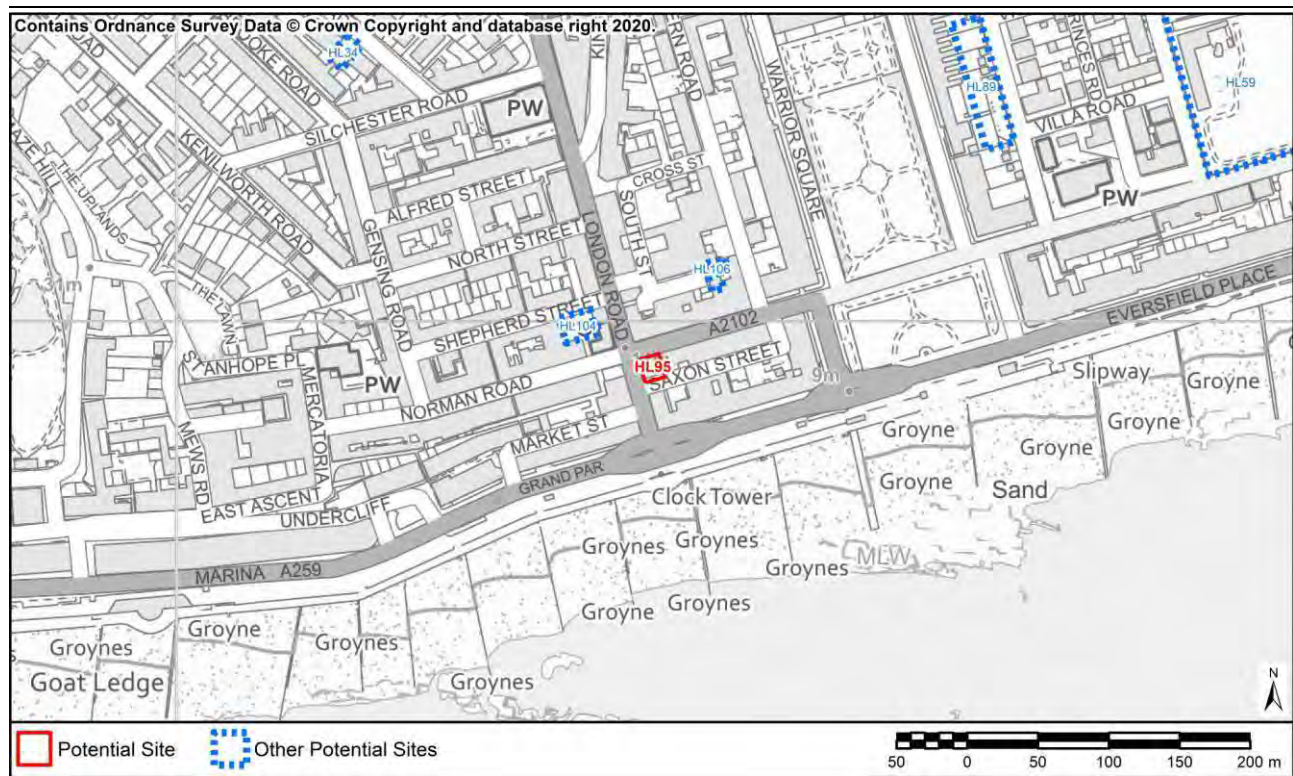 Contains Ordnance Survey Data © Crown Copyright and database right 2020.
HL34
HL89
HL59
PW
SILCHESTER ROAD
KENILWORTH ROAD
THE UPLANDS
WARRIOR SQUARE
VILLA ROAD
CROSS ST
ALFRED STREET
SOUTH ST
LONDON ROAD
GENSING ROAD
NORTH STREET
PW
31m
THE LAWN
HL106
SHEPHERD STREET
HL104
A2102
EVERSFIELD PLACE
HL95
SAXON STREET
9m
Slipway
Groyne
PW
MERCATORIA
NORMAN ROAD
MARKET ST
MEWS RD
EAST ASCENT
UNDERCLIFF
GRAND PAR
Groyne
Groyne
Groyne
Sand
Clock Tower
MLW
Groynes
Groynes
Groynes
MARINA A259
Groyne
Groynes
Groynes
Groyne
Groynes
Goat Ledge
Groynes
N
Potential Site
Other Potential Sites
50 0 50 100 150 200 m